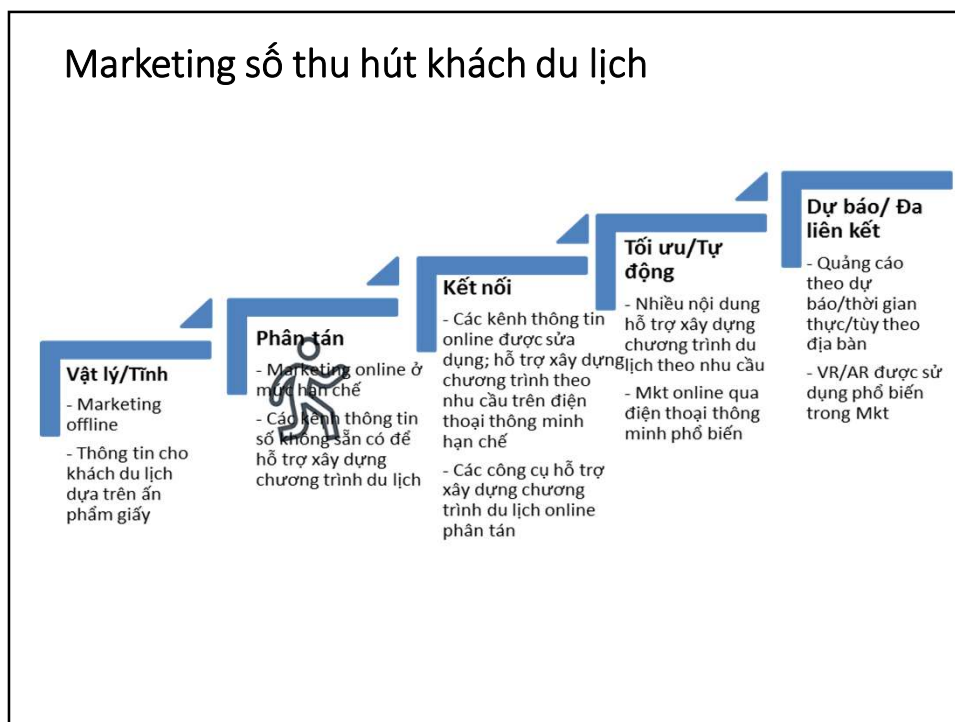 Marketing số thu hút khách du lịch
Vật lý/Tĩnh
- Marketing
offline
- Thông tin cho
khách du lịch
dựa trên ấn
phẩm giấy
Phân tán
- Marketing online ở
mức hạn chế
- Các kênh thông tin
số không sẵn có để
hỗ trợ xây dựng
chương trình du lịch
Kết nối
- Các kênh thông tin
online được sửa
dụng; hỗ trợ xây dựng
chương trình theo
nhu cầu trên điện
thoại thông minh
hạn chế
- Các công cụ hỗ trợ
xây dựng chương
trình du lịch online
phân tán
Tối ưu/Tự
động
- Nhiều nội dung
hỗ trợ xây dựng
chương trình du
lịch theo nhu cầu
- Mkt online qua
điện thoại thông
minh phổ biến
Dự báo/ Đa
liên kết
- Quảng cáo
theo dự
báo/thời gian
thực/tùy theo
địa bàn
- VR/AR được sử
dụng phổ biến
trong Mkt